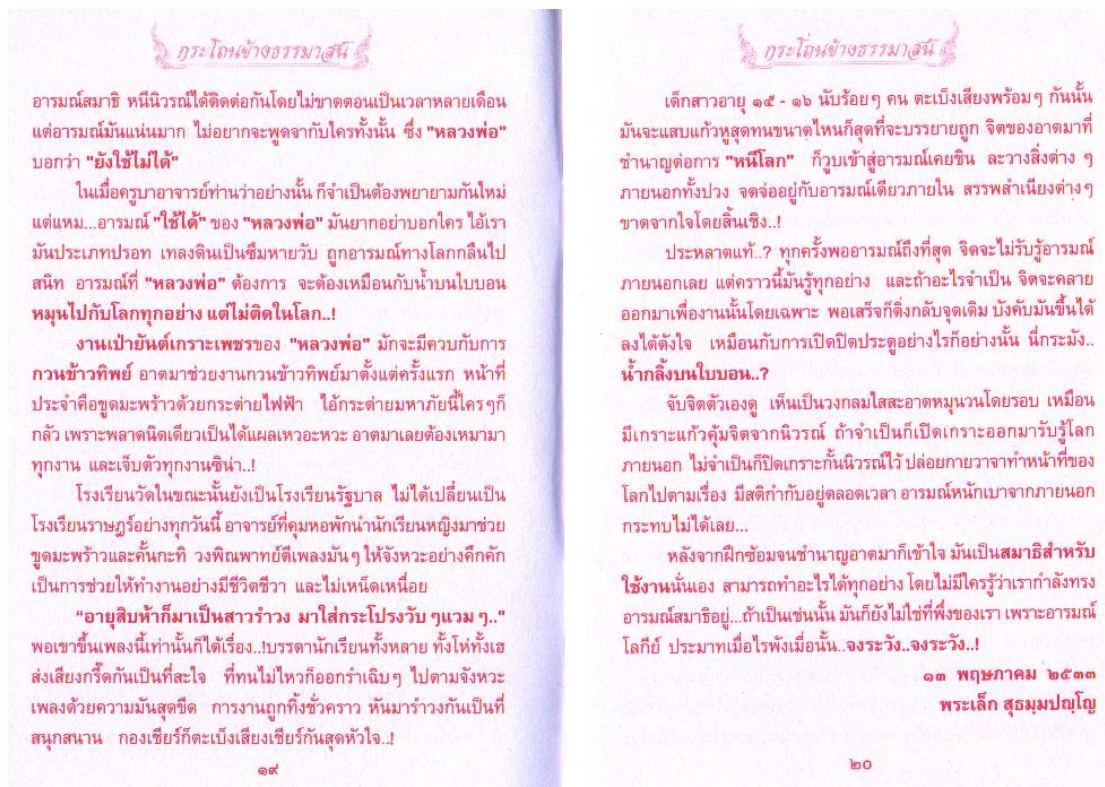 กระโถนข้างธรรมาสน์
อารมณ์สมาธิ หนีนิวรณ์ได้ติดต่อกันโดยไม่ขาดตอนเป็นเวลาหลายเดือน
แต่อารมณ์มันแน่นมาก ไม่อยากจะพูดจากับใครทั้งนั้น ซึ่ง "หลวงพ่อ"
บอกว่า "ยังใช้ไม่ได้"
ในเมื่อครูบาอาจารย์ท่านว่าอย่างนั้น ก็จำเป็นต้องพยายามกันใหม่
แต่แหม...อารมณ์ "ใช้ได้" ของ "หลวงพ่อ" มันยากอย่าบอกใคร ไอ้เรา
มันประเภทปรอท เทลงดินเป็นซึมหายวับ ถูกอารมณ์ทางโลกกลืนไป
สนิท อารมณ์ที่ "หลวงพ่อ" ต้องการ จะต้องเหมือนกับน้ำบนใบบอน
หมุนไปกับโลกทุกอย่าง แต่ไม่ติดในโลก..!
งานเป่ายันต์เกราะเพชรของ "หลวงพ่อ" มักจะมีควบกับการ
กวนข้าวทิพย์ อาตมาช่วยงานกวนข้าวทิพย์มาตั้งแต่ครั้งแรก หน้าที่
ประจำคือขูดมะพร้าวด้วยกระต่ายไฟฟ้า ไอ้กระต่ายมหาภัยนี้ใครๆก็
กลัว เพราะพลาดนิดเดียวเป็นได้แผลเหวอะหวะ อาตมาเลยต้องเหมามา
ทุกงาน และเจ็บตัวทุกงานซิน่า..!
โรงเรียนวัดในขณะนั้นยังเป็นโรงเรียนรัฐบาล ไม่ได้เปลี่ยนเป็น
โรงเรียนราษฎร์อย่างทุกวันนี้ อาจารย์ที่คุมหอพักนำนักเรียนหญิงมาช่วย
ขูดมะพร้าวและคั้นกะทิ วงพิณพาทย์ตีเพลงมันๆ ให้จังหวะอย่างคึกคัก
เป็นการช่วยให้ทำงานอย่างมีชีวิตชีวา และไม่เหน็ดเหนื่อย
"อายุสิบห้าก็มาเป็นสาวรำวง มาใส่กระโปรงวับ ๆแวม ๆ.."
พอเขาขึ้นเพลงนี้เท่านั้นก็ได้เรื่อง..!บรรดานักเรียนทั้งหลาย ทั้งโห่ทั้งเฮ
ส่งเสียงกรี๊ดกันเป็นที่สะใจ ที่ทนไม่ไหวก็ออกรำเฉิบๆ ไปตามจังหวะ
เพลงด้วยความมันสุดขีด การงานถูกทิ้งชั่วคราว หันมารำวงกันเป็นที่
สนุกสนาน กองเชียร์ก็ตะเบ็งเสียงเชียร์กันสุดหัวใจ..!
๑๙
กระโถนข้างธรรมาสน์
เด็กสาวอายุ ๑๕ - ๑๖ นับร้อยๆ คน ตะเบ็งเสียงพร้อมๆ กันนั้น
มันจะแสบแก้วหูสุดทนขนาดไหนก็สุดที่จะบรรยายถูก จิตของอาตมาที่
ชำนาญต่อการ "หนีโลก" ก็วูบเข้าสู่อารมณ์เคยชิน ละวางสิ่งต่าง ๆ
ภายนอกทั้งปวง จดจ่ออยู่กับอารมณ์เดียวภายใน สรรพสำเนียงต่างๆ
ขาดจากใจโดยสิ้นเชิง..!
ประหลาดแท้..? ทุกครั้งพออารมณ์ถึงที่สุด จิตจะไม่รับรู้อารมณ์
ภายนอกเลย แต่คราวนี้มันรู้ทุกอย่าง และถ้าอะไรจำเป็น จิตจะคลาย
ออกมาเพื่องานนั้นโดยเฉพาะ พอเสร็จก็ดิ่งกลับจุดเดิม บังคับมันขึ้นได้
ลงได้ดังใจ เหมือนกับการเปิดปิดประตูอย่างไรก็อย่างนั้น นี่กระมัง..
น้ำกลิ้งบนใบบอน..?
จับจิตตัวเองดู เห็นเป็นวงกลมใสสะอาดหมุนวนโดยรอบ เหมือน
มีเกราะแก้วคุ้มจิตจากนิวรณ์ ถ้าจำเป็นก็เปิดเกราะออกมารับรู้โลก
ภายนอก ไม่จำเป็นก็ปิดเกราะกั้นนิวรณ์ไว้ ปล่อยกายวาจาทำหน้าที่ของ
โลกไปตามเรื่อง มีสติกำกับอยู่ตลอดเวลา อารมณ์หนักเบาจากภายนอก
กระทบไม่ได้เลย...
หลังจากฝึกซ้อมจนชำนาญอาตมาก็เข้าใจ มันเป็นสมาธิสำหรับ
ใช้งานนั่นเอง สามารถทำอะไรได้ทุกอย่าง โดยไม่มีใครรู้ว่าเรากำลังทรง
อารมณ์สมาธิอยู่...ถ้าเป็นเช่นนั้น มันก็ยังไม่ใช่ที่พึ่งของเรา เพราะอารมณ์
โลกีย์ ประมาทเมื่อไรพังเมื่อนั้น..จงระวัง..จงระวัง..!
๑๓ พฤษภาคม ๒๕๓๓
พระเล็ก สุธมฺมปญฺโญ
๒๐